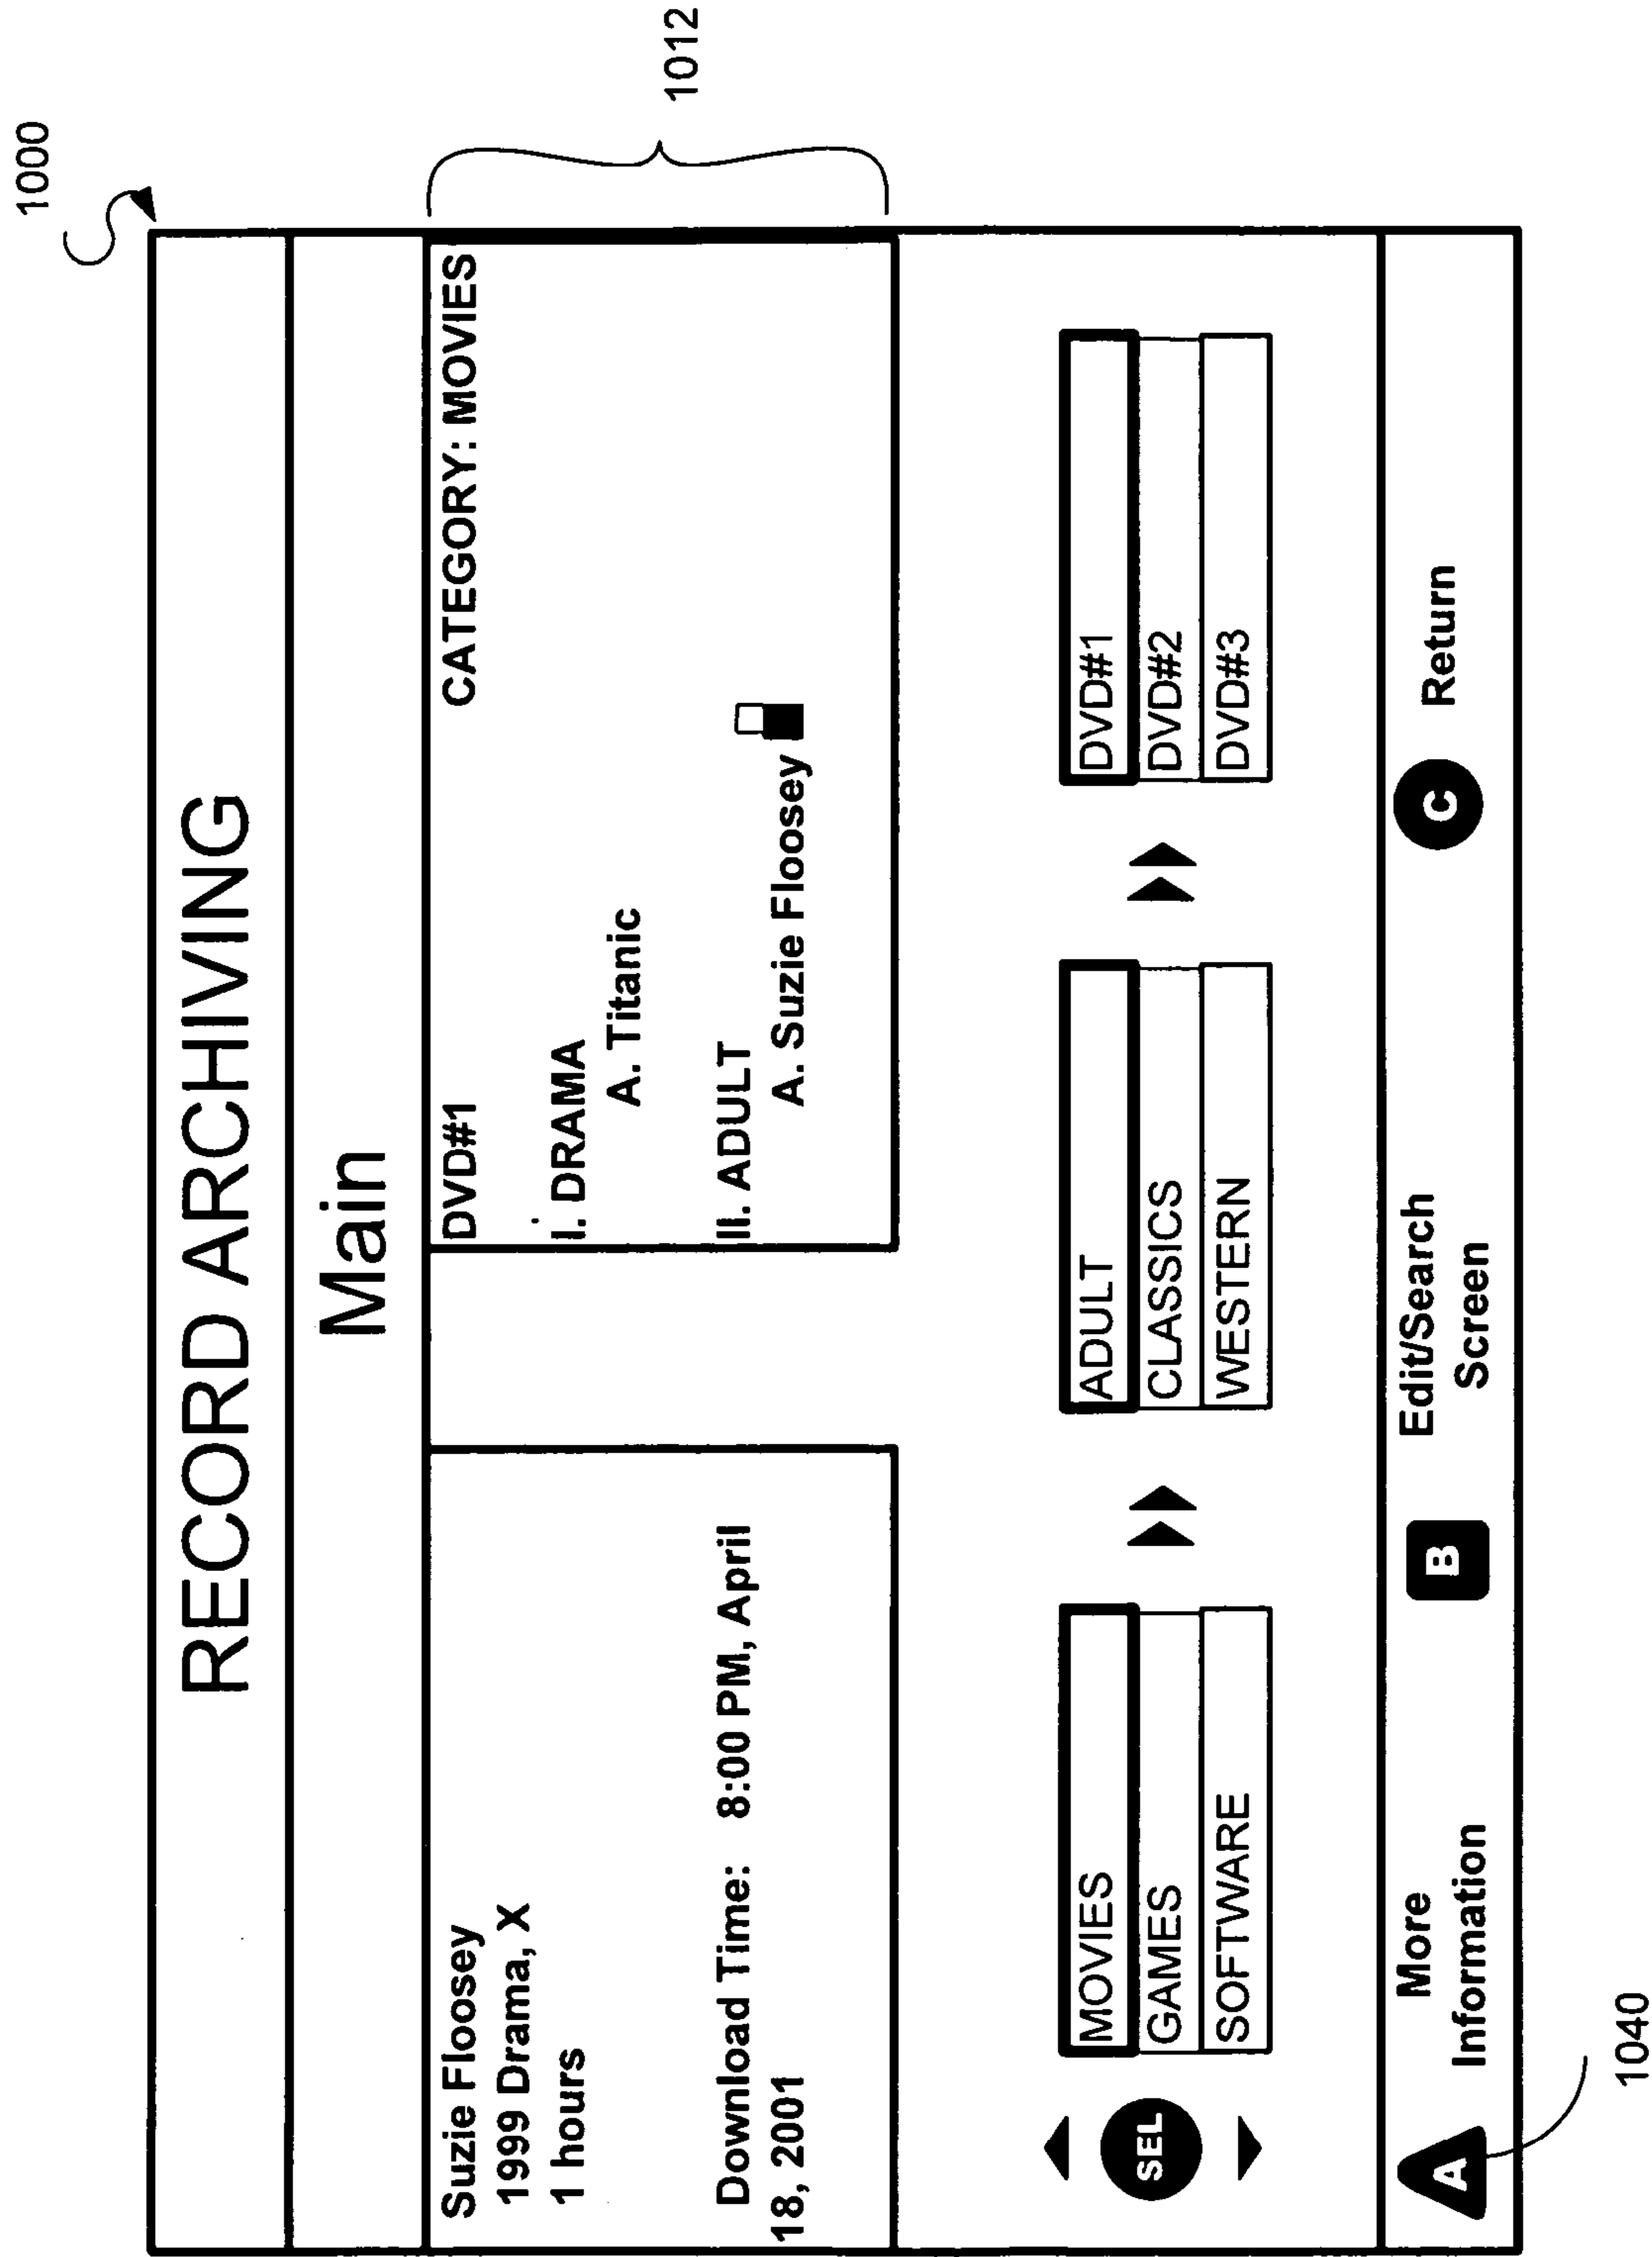 1000
RECORD ARCHIVING
Main
Suzie Floosey
1999 Drama, X
1 hours
Download Time: 8:00 PM, April
18, 2001
DVD#1 CATEGORY: MOVIES
I. DRAMA
A. Titanic
II. ADULT
A. Suzie Floosey
1012
SEL
MOVIES
GAMES
SOFTWARE
ADULT
CLASSICS
WESTERN
DVD#1
DVD#2
DVD#3
A More
Information
B Edit/Search
Screen
C Return
1040